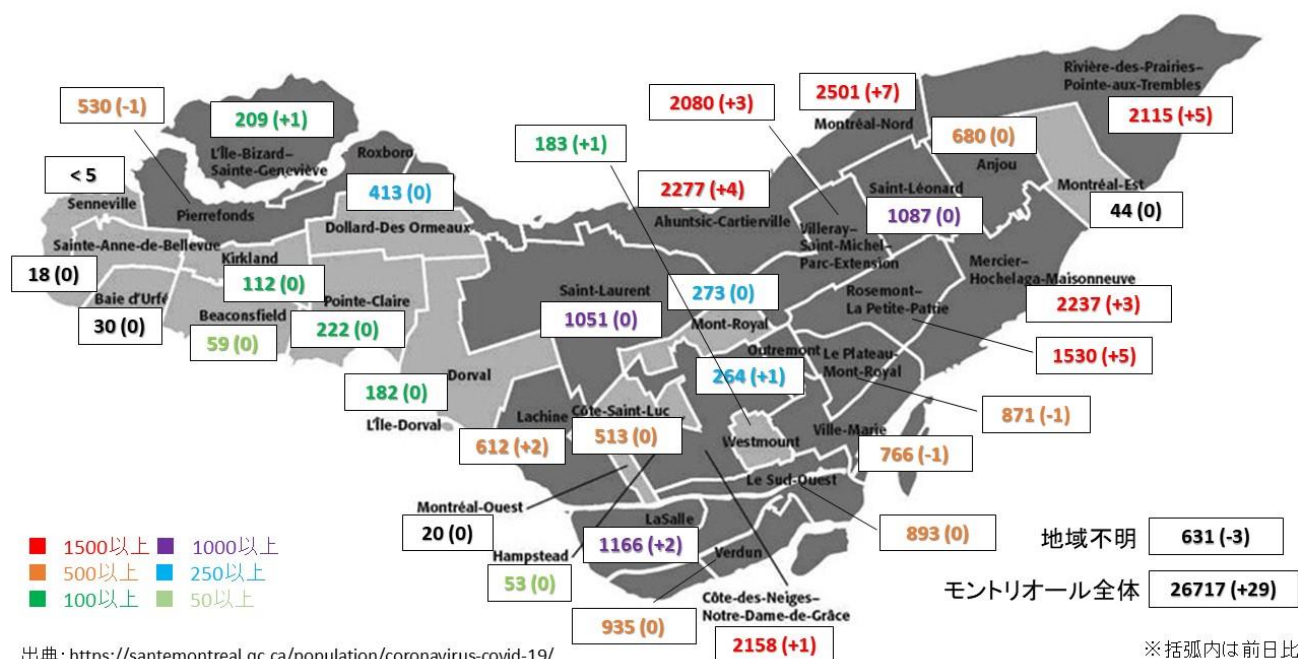 Rivière-des-Prairies–
Pointe-aux-Trembles
2115 (+5)
2501 (+7)
Montréal-Nord
2080 (+3)
530 (-1)
209 (+1)
L'Île-Bizard–
Sainte-Geneviève
Roxboro
183 (+1)
680 (0)
Anjou
< 5
Senneville
Pierrefonds
413 (0)
Dollard-Des Ormeaux
2277 (+4)
Ahuntsic-Cartierville
Saint-Léonard
1087 (0)
Montréal-Est
44 (0)
Villeray–
Saint-Michel–
Parc-Extension
Sainte-Anne-de-Bellevue
18 (0)
Kirkland
112 (0)
Baie d'Urfé
30 (0)
Beaconsfield
59 (0)
Pointe-Claire
222 (0)
Saint-Laurent
1051 (0)
273 (0)
Mont-Royal
Mercier–
Hochelaga-Maisonneuve
2237 (+3)
Rosemont–
La Petite-Patrie
1530 (+5)
Outremont
264 (+1)
Le Plateau-
Mont-Royal
871 (-1)
Dorval
182 (0)
L'Île-Dorval
Lachine
612 (+2)
Côte-Saint-Luc
513 (0)
Westmount
Ville-Marie
766 (-1)
Le Sud-Ouest
893 (0)
Montréal-Ouest
20 (0)
Hampstead
53 (0)
LaSalle
1166 (+2)
Verdun
935 (0)
Côte-des-Neiges–
Notre-Dame-de-Grâce
2158 (+1)
1500以上 1000以上
500以上 250以上
100以上 50以上
地域不明 631 (-3)
モントリオール全体 26717 (+29)
出典: https://santemontreal.qc.ca/population/coronavirus-covid-19/
※括弧内は前日比